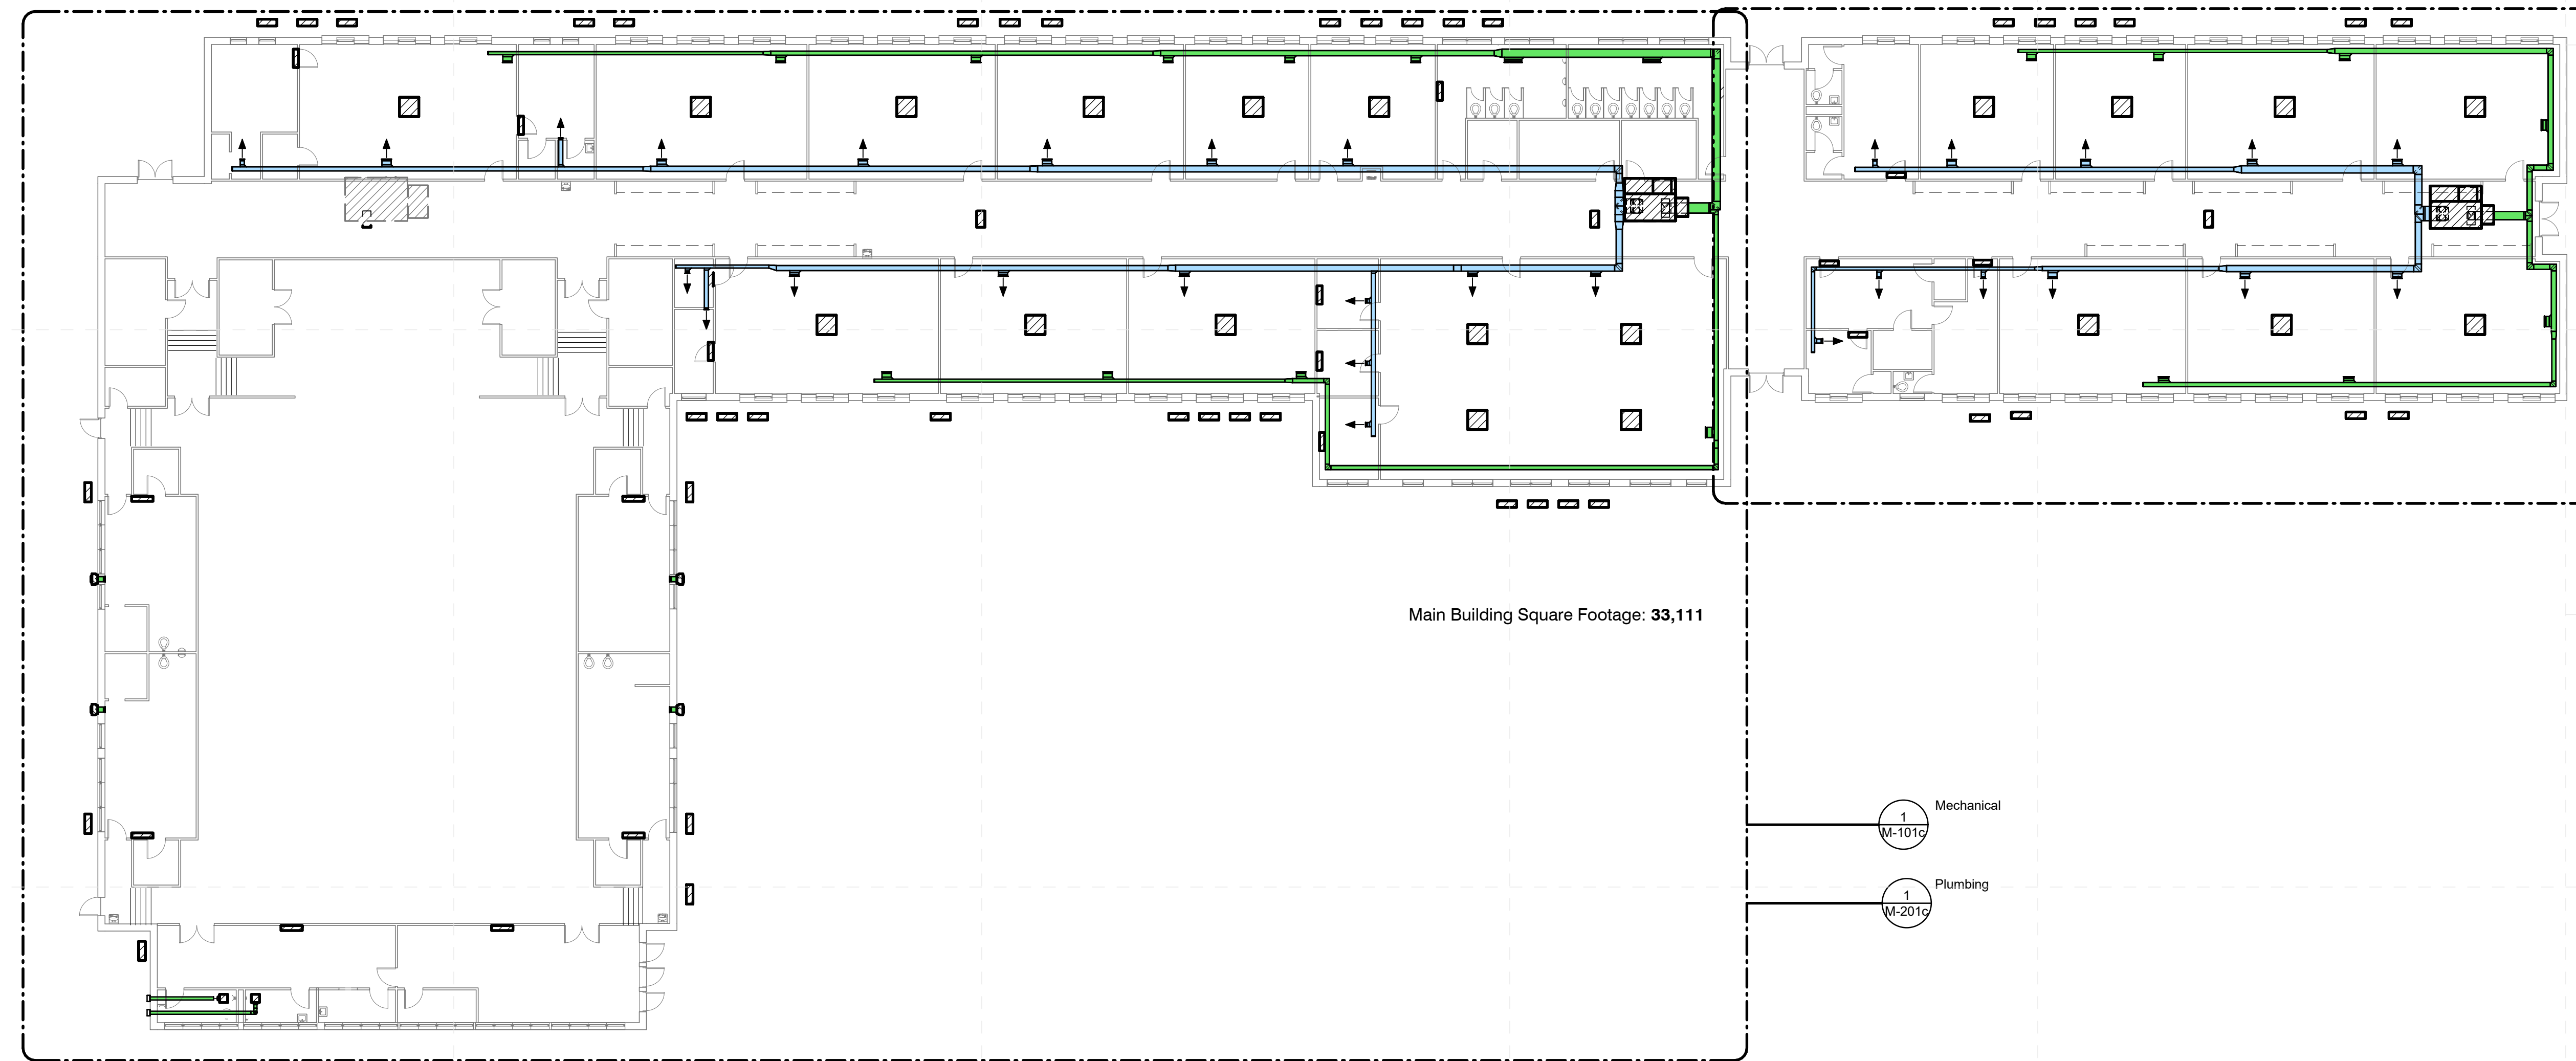 Main Building Square Footage: 33,111
Mechanical
1
M-101c
Plumbing
1
M-201c